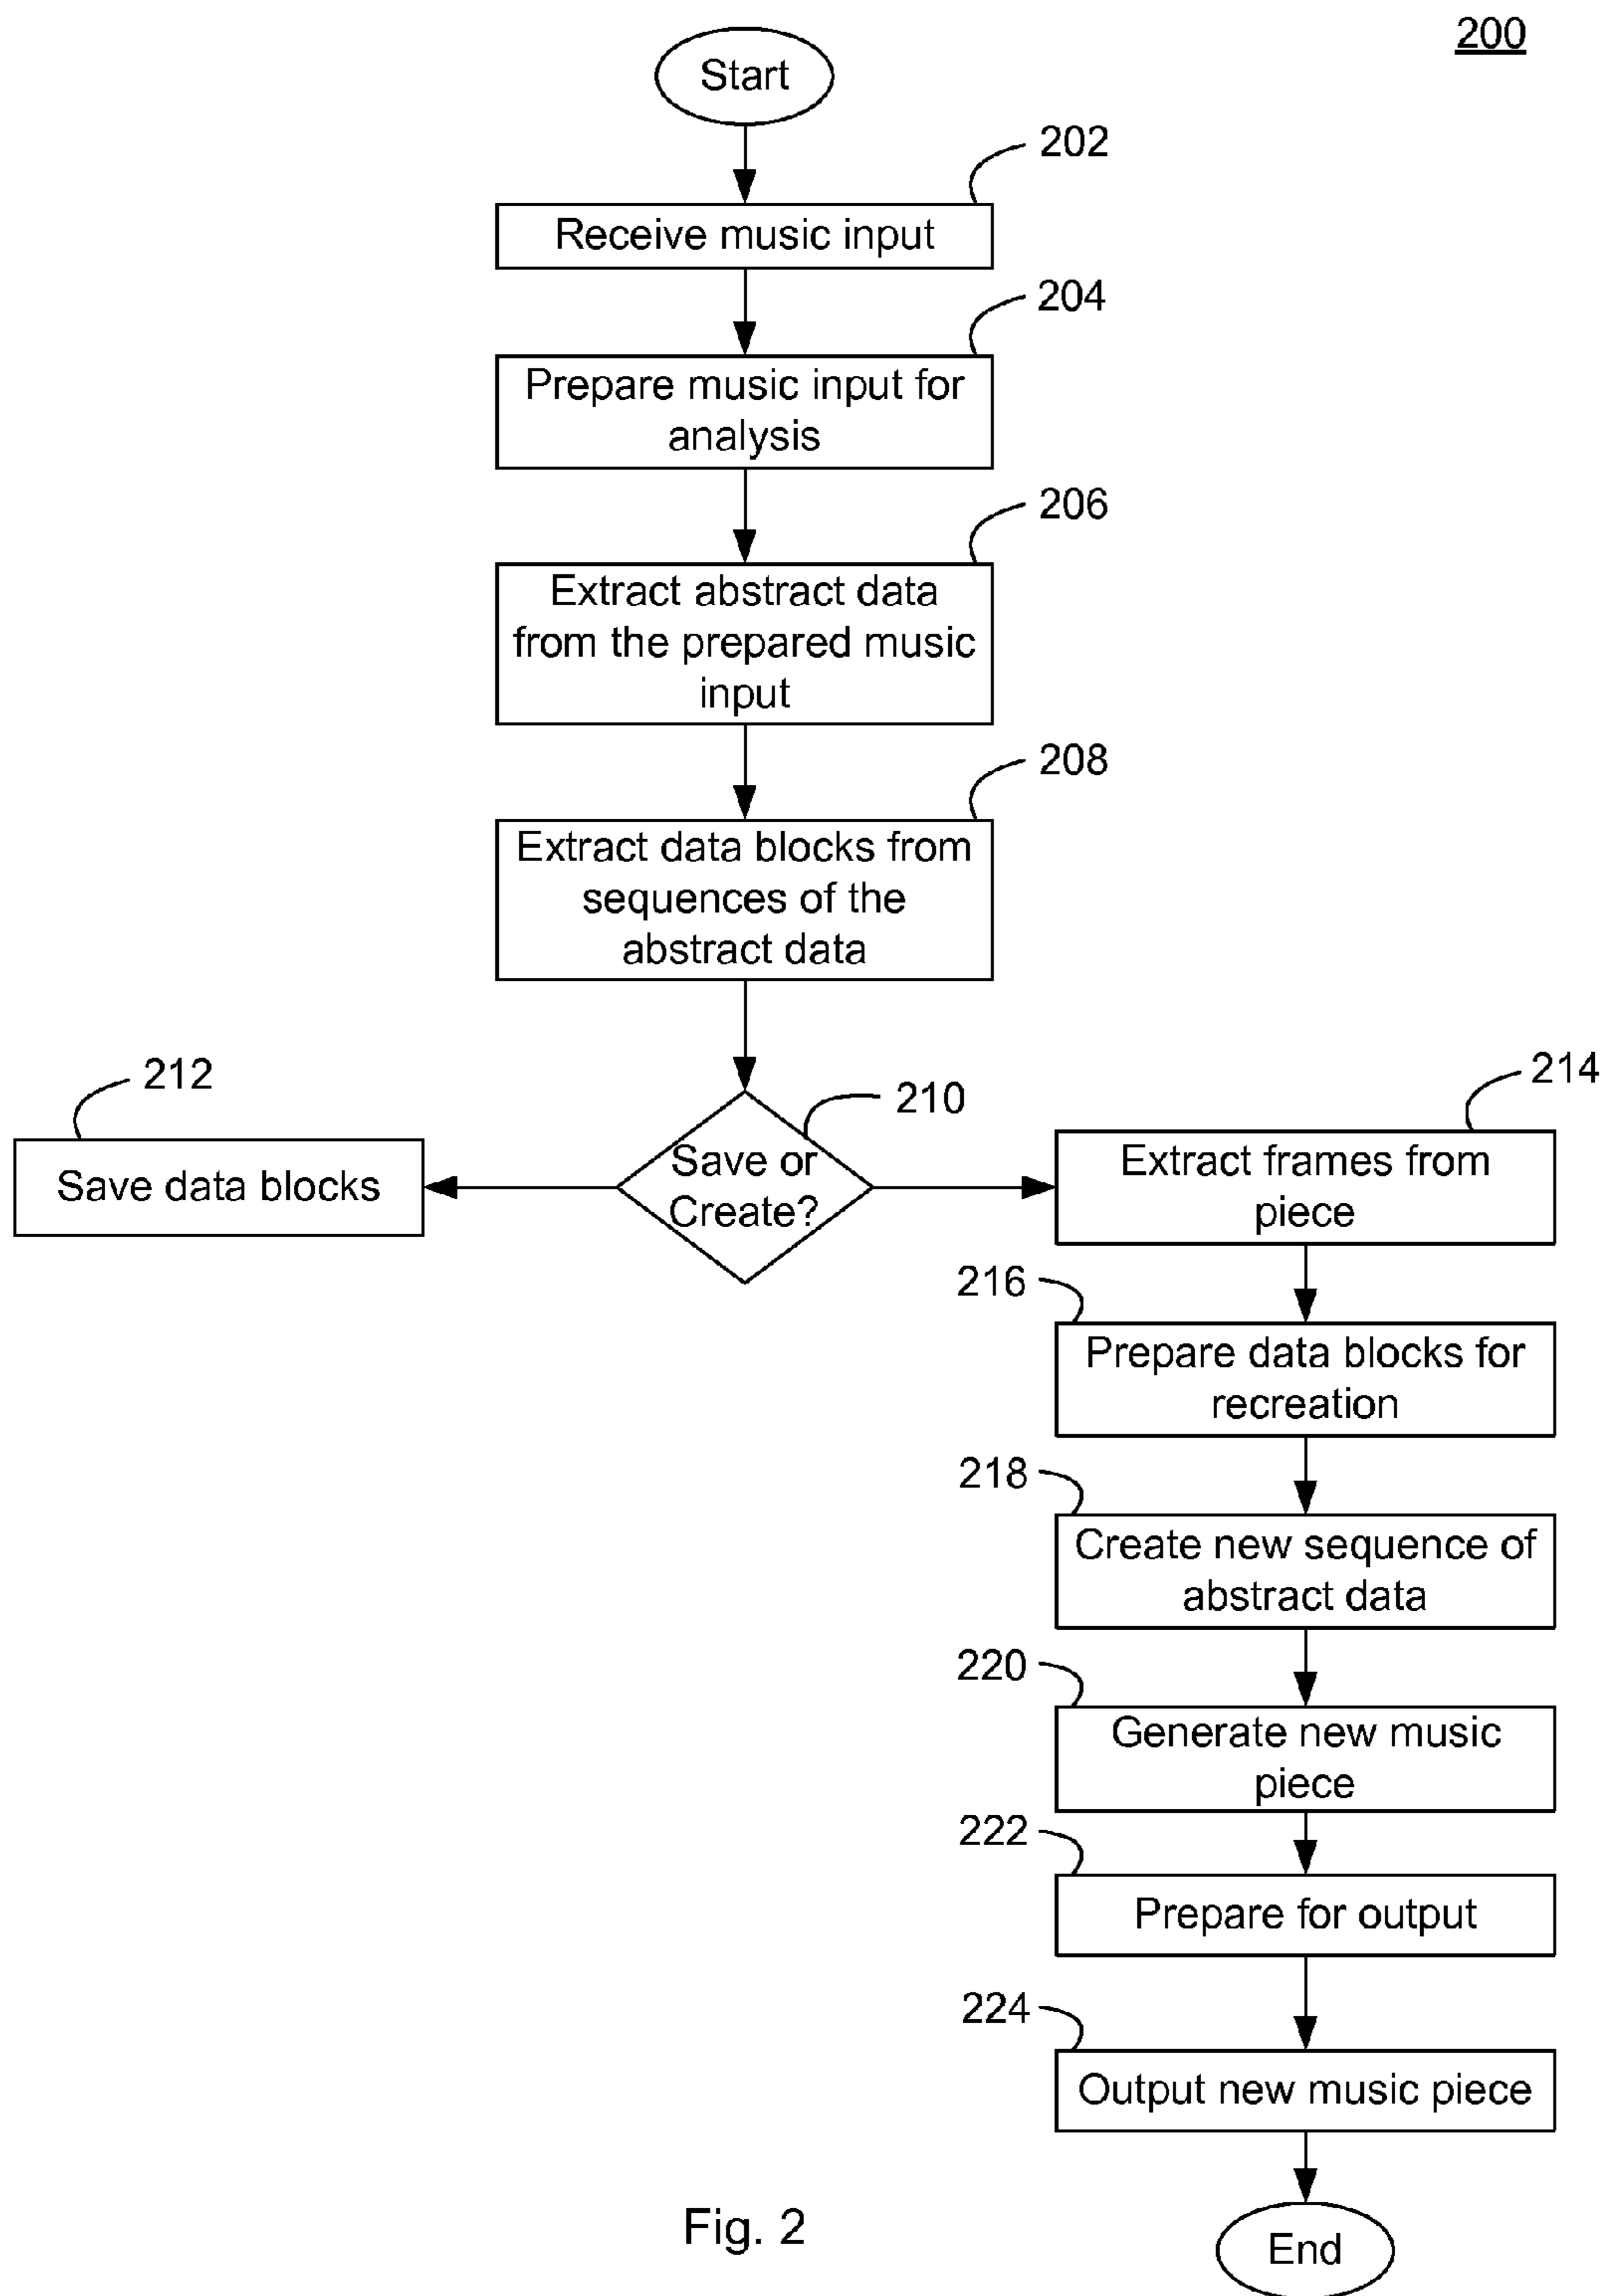 200
Start
202
Receive music input
204
Prepare music input for
analysis
206
Extract abstract data
from the prepared music
input
208
Extract data blocks from
sequences of the
abstract data
212
Save data blocks
210
Save or
Create?
214
Extract frames from
piece
216
Prepare data blocks for
recreation
218
Create new sequence of
abstract data
220
Generate new music
piece
222
Prepare for output
224
Output new music piece
End
Fig. 2